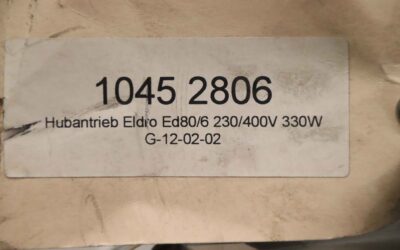 1045 2806
Hubantrieb Eldro Ed80/6 230/400V 330W
G-12-02-02